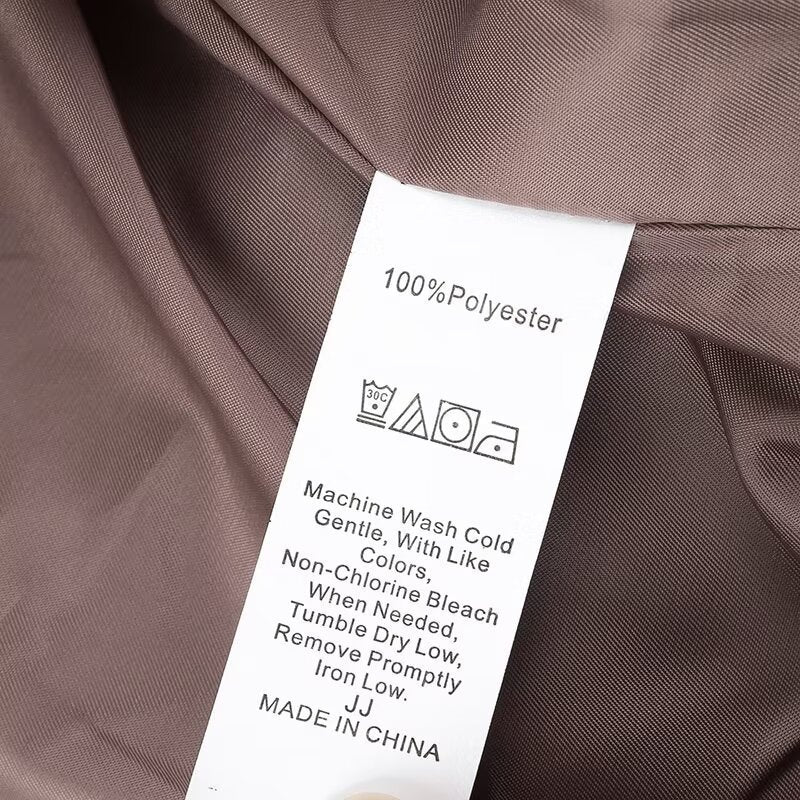 100%Polyester
30C
Machine Wash Cold
Gentle, With Like
Colors,
Non-Chlorine Bleach
When Needed,
Tumble Dry Low,
Remove Promptly
Iron Low.
JJ
MADE IN CHINA